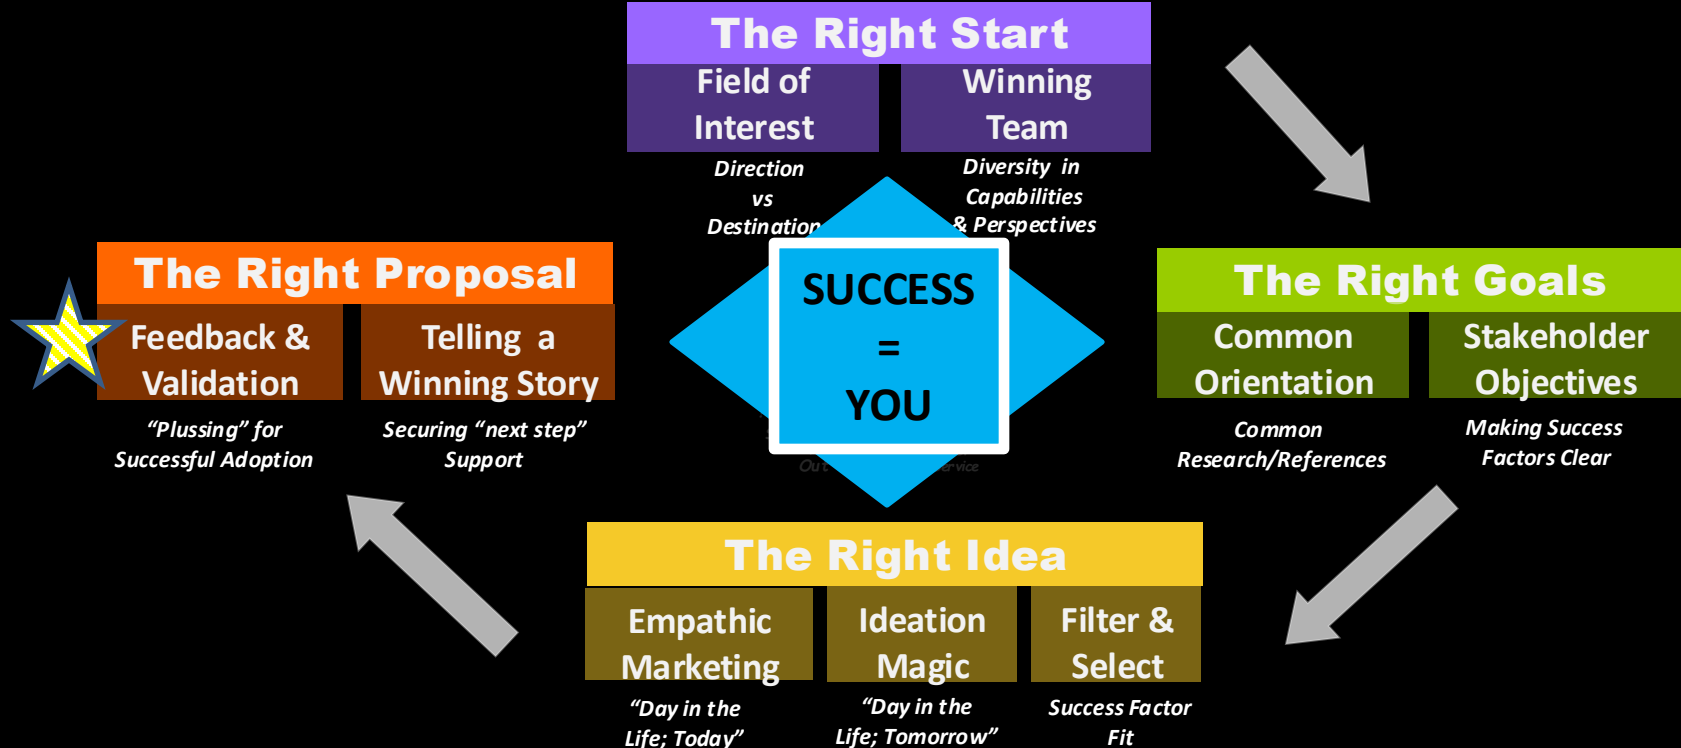 The Right Start
Field of
Interest
Winning
Team
Direction
vs
Destination
Diversity in
Capabilities
& Perspectives
The Right Proposal
Feedback &
Validation
Telling a
Winning Story
“Plussing” for
Successful Adoption
Securing “next step”
Support
SUCCESS
=
YOU
Out
The Right Goals
Common
Orientation
Stakeholder
Objectives
Common
Research/References
Making Success
Factors Clear
The Right Idea
Empathic
Marketing
Ideation
Magic
Filter &
Select
“Day in the
Life; Today”
“Day in the
Life; Tomorrow”
Success Factor
Fit